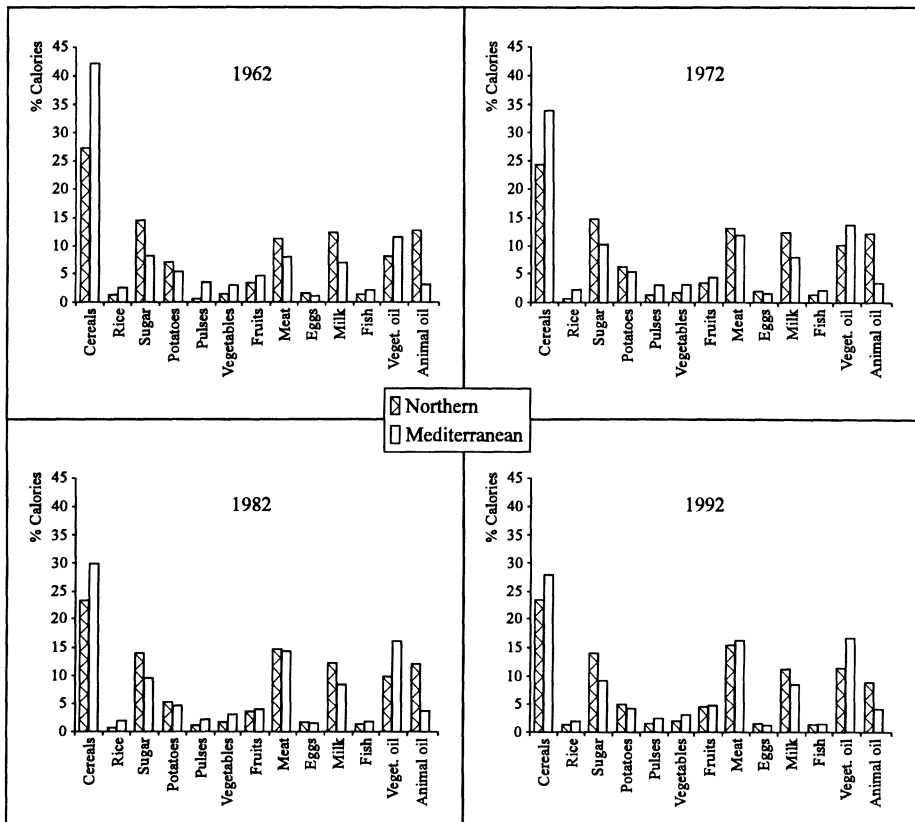 % Calories
45
40
35
30
25
20
15
10
5
0
1962
Cereals
Rice
Sugar
Potatoes
Pulses
Vegetables
Fruits
Meat
Eggs
Milk
Fish
Veget. oil
Animal oil
% Calories
45
40
35
30
25
20
15
10
5
0
1972
Cereals
Rice
Sugar
Potatoes
Pulses
Vegetables
Fruits
Meat
Eggs
Milk
Fish
Veget. oil
Animal oil
Northern
Mediterranean
% Calories
45
40
35
30
25
20
15
10
5
0
1982
Cereals
Rice
Sugar
Potatoes
Pulses
Vegetables
Fruits
Meat
Eggs
Milk
Fish
Veget. oil
Animal oil
% Calories
45
40
35
30
25
20
15
10
5
0
1992
Cereals
Rice
Sugar
Potatoes
Pulses
Vegetables
Fruits
Meat
Eggs
Milk
Fish
Veget. oil
Animal oil